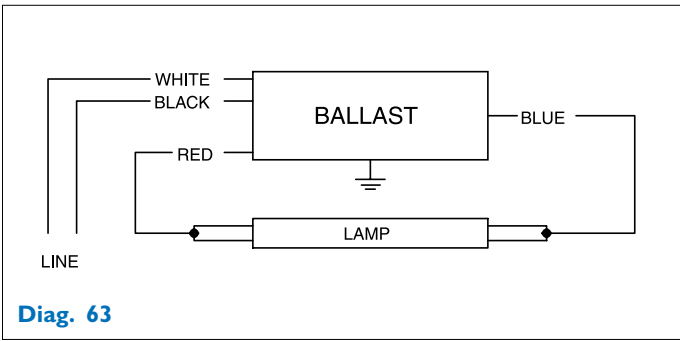 WHITE
BLACK
BALLAST
BLUE
RED
LAMP
LINE
Diag. 63